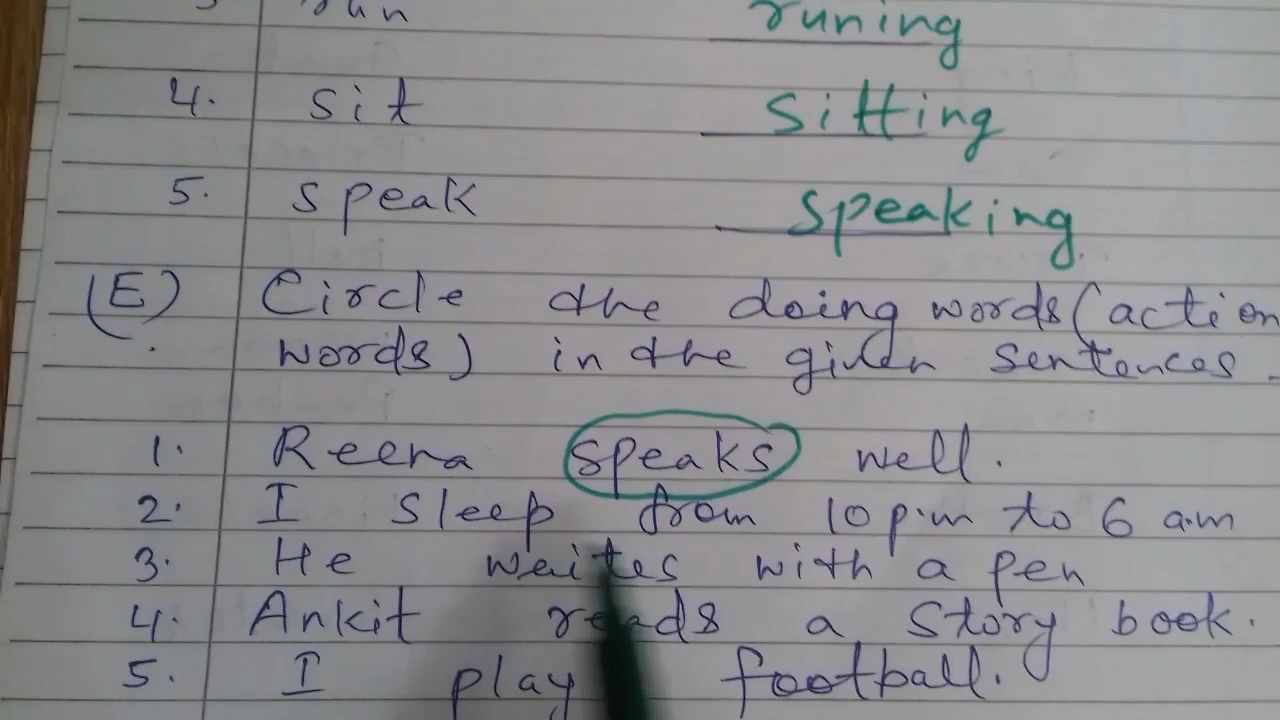 3 run runing
4. sit sitting
5. speak speaking
(E) Circle the doing words (action
words) in the given sentences.
1. Reena speaks well.
2. I sleep from 10 p.m to 6 a.m
3. He writes with a pen
4. Ankit reads a story book.
5. I play football.